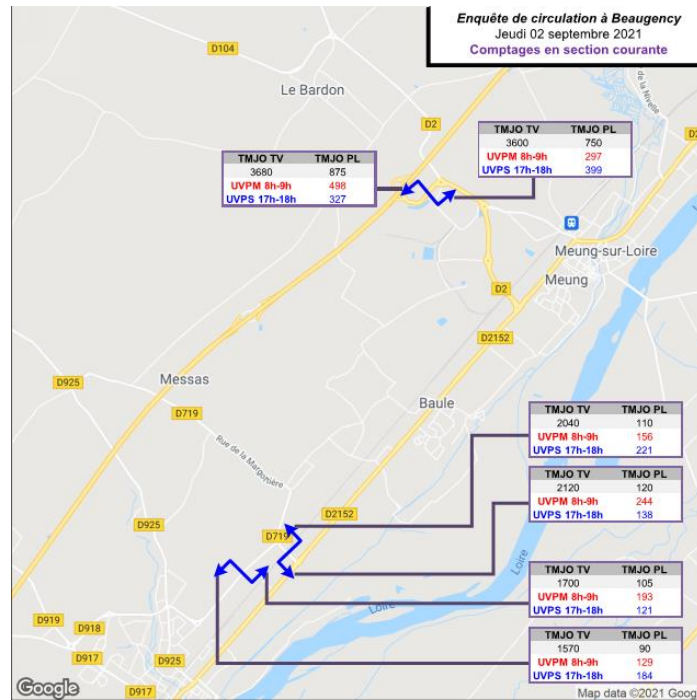 Enquête de circulation à Beaugency
Jeudi 02 septembre 2021
Comptages en section courante
D104
Le Bardon
D2
TMJO TV TMJO PL
3600 750
UVPM 8h-9h 297
UVPS 17h-18h 399
TMJO TV TMJO PL
3680 875
UVPM 8h-9h 498
UVPS 17h-18h 327
de la Nivelle
D2
Meung-sur-Loire
Meung
D2
D2152
D925
Messas
D719
Baule
Rue de la Margottière
TMJO TV TMJO PL
2040 110
UVPM 8h-9h 156
UVPS 17h-18h 221
TMJO TV TMJO PL
2120 120
UVPM 8h-9h 244
UVPS 17h-18h 138
D925
D2152
D719
Loire
TMJO TV TMJO PL
1700 105
UVPM 8h-9h 193
UVPS 17h-18h 121
Loire
D919
D918
D917
D925
D917
TMJO TV TMJO PL
1570 90
UVPM 8h-9h 129
UVPS 17h-18h 184
Google
Map data ©2021 Goog